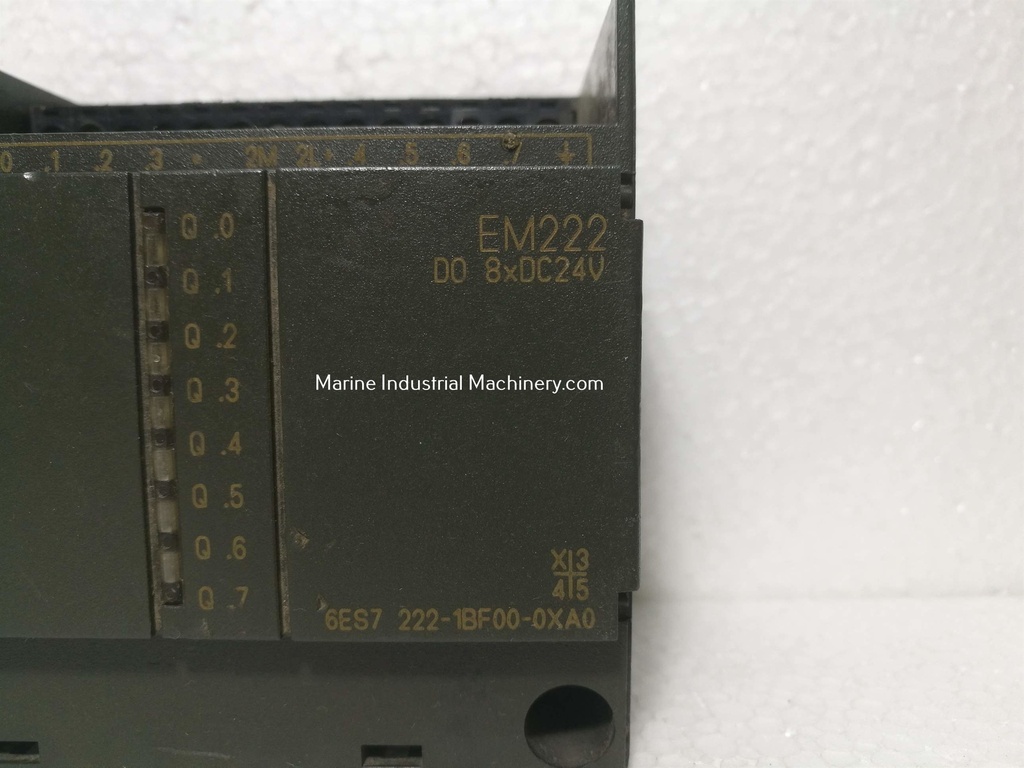 0 .1 .2 .3 • 2M 2L+ .4 .5 .6 .7 ⏚
Q .0
Q .1
Q .2
Q .3
Q .4
Q .5
Q .6
Q .7
EM222
DO 8xDC24V
Marine Industrial Machinery.com
X 3
4 5
6ES7 222-1BF00-0XA0